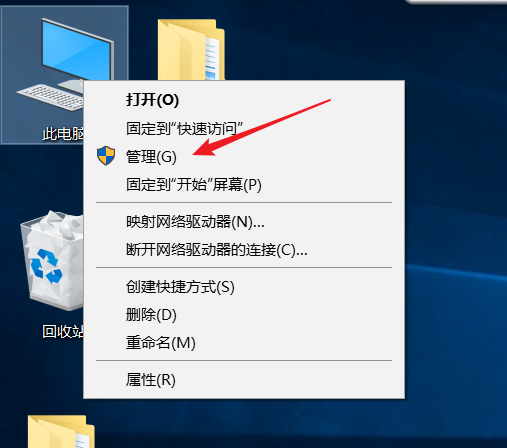 此电脑
打开(O)
固定到“快速访问”
管理(G)
固定到“开始”屏幕(P)
映射网络驱动器(N)...
断开网络驱动器的连接(C)...
创建快捷方式(S)
删除(D)
重命名(M)
属性(R)
回收站